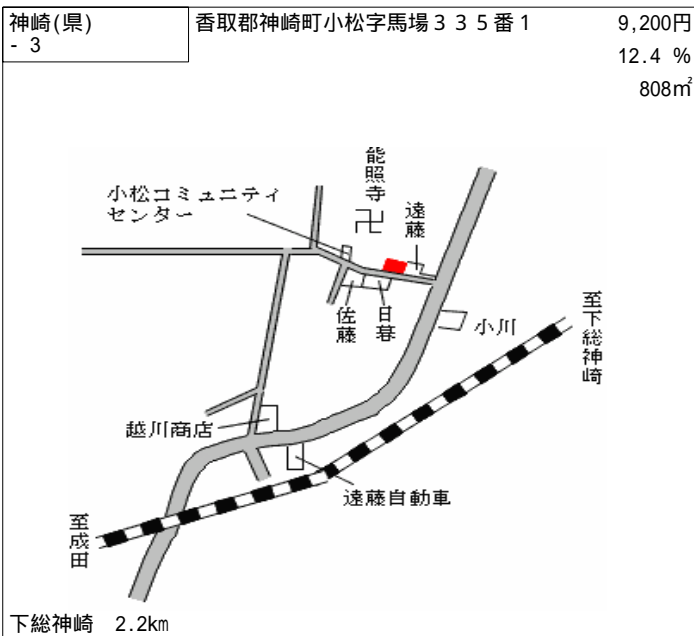 神崎(県)
- 3
香取郡神崎町小松字馬場３３５番１
9,200円
12.4 %
808㎡
能照寺
小松コミュニティ
センター
遠藤
佐藤
日暮
小川
至下総神崎
越川商店
遠藤自動車
至成田
下総神崎 2.2km